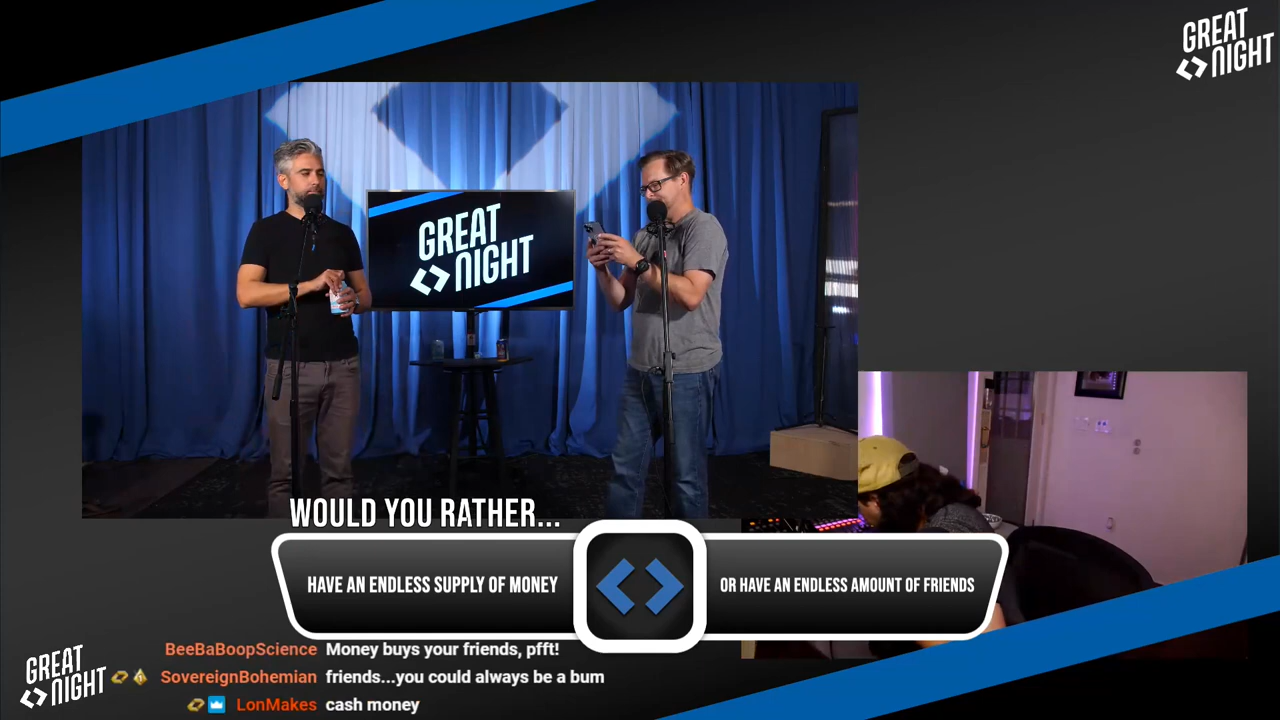 GREAT
NIGHT
GREAT
NIGHT
WOULD YOU RATHER...
HAVE AN ENDLESS SUPPLY OF MONEY
OR HAVE AN ENDLESS AMOUNT OF FRIENDS
GREAT
NIGHT
BeeBaBoopScience Money buys your friends, pfft!
SovereignBohemian friends...you could always be a bum
LonMakes cash money